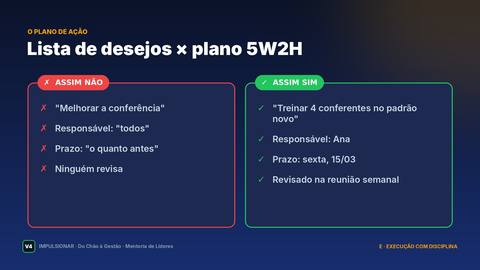 O PLANO DE AÇÃO
Lista de desejos × plano 5W2H
✗ ASSIM NÃO
✗ "Melhorar a conferência"
✗ Responsável: "todos"
✗ Prazo: "o quanto antes"
✗ Ninguém revisa
✓ ASSIM SIM
✓ "Treinar 4 conferentes no padrão
novo"
✓ Responsável: Ana
✓ Prazo: sexta, 15/03
✓ Revisado na reunião semanal
V4 IMPULSIONAR · Do Chão à Gestão · Mentoria de Líderes
E · EXECUÇÃO COM DISCIPLINA